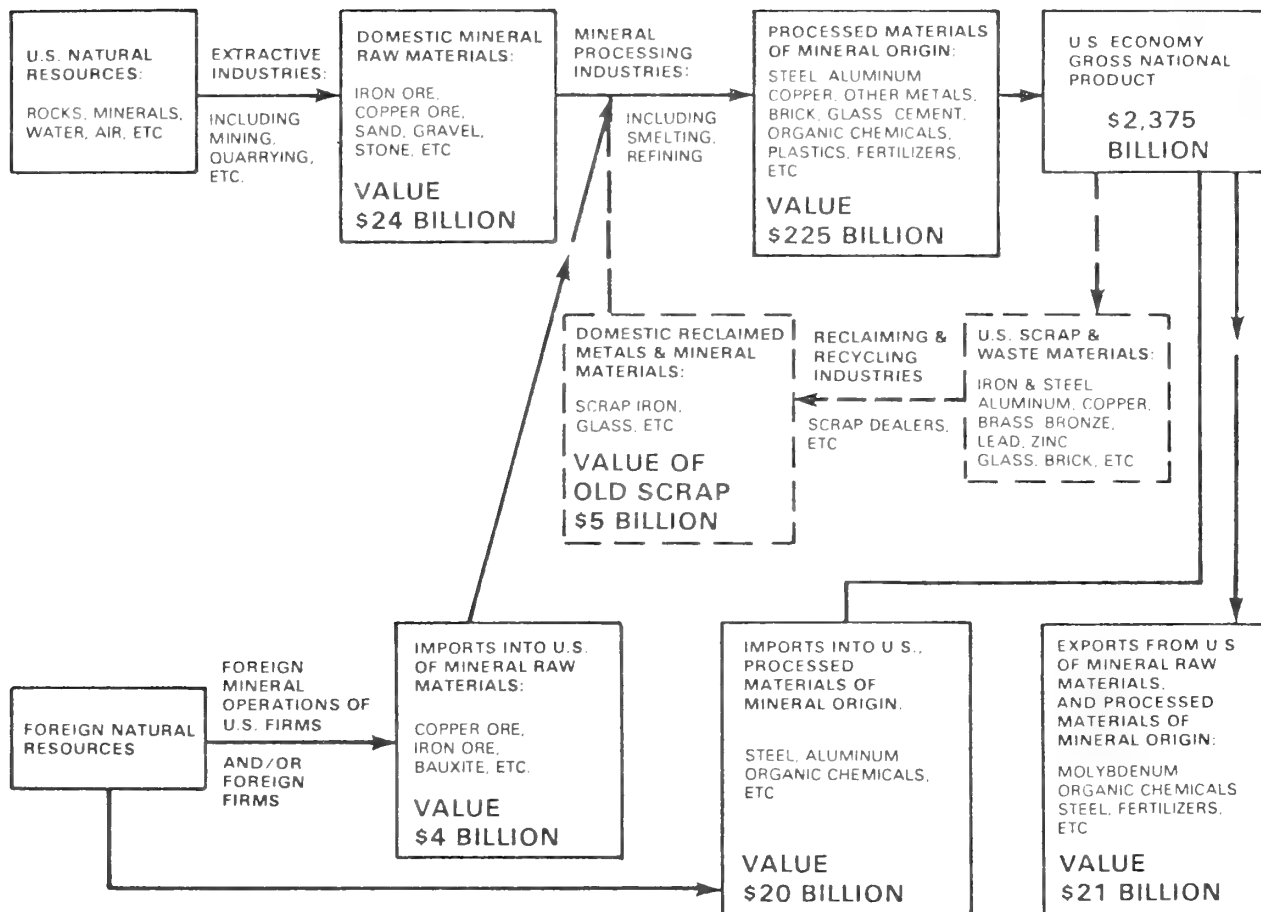 U.S. NATURAL
RESOURCES:
ROCKS, MINERALS,
WATER, AIR, ETC
EXTRACTIVE
INDUSTRIES:
INCLUDING
MINING,
QUARRYING,
ETC.
DOMESTIC MINERAL
RAW MATERIALS:
IRON ORE,
COPPER ORE,
SAND, GRAVEL,
STONE, ETC
VALUE
$24 BILLION
MINERAL
PROCESSING
INDUSTRIES:
INCLUDING
SMELTING,
REFINING
PROCESSED MATERIALS
OF MINERAL ORIGIN:
STEEL ALUMINUM
COPPER, OTHER METALS,
BRICK, GLASS CEMENT,
ORGANIC CHEMICALS,
PLASTICS, FERTILIZERS,
ETC
VALUE
$225 BILLION
U S ECONOMY
GROSS NATIONAL
PRODUCT
$2,375
BILLION
DOMESTIC RECLAIMED
METALS & MINERAL
MATERIALS:
SCRAP IRON,
GLASS, ETC
VALUE OF
OLD SCRAP
$5 BILLION
RECLAIMING &
RECYCLING
INDUSTRIES
SCRAP DEALERS,
ETC
U.S. SCRAP &
WASTE MATERIALS:
IRON & STEEL
ALUMINUM, COPPER,
BRASS BRONZE,
LEAD, ZINC
GLASS, BRICK, ETC
FOREIGN NATURAL
RESOURCES
FOREIGN
MINERAL
OPERATIONS OF
U.S. FIRMS
AND/OR
FOREIGN
FIRMS
IMPORTS INTO U.S.
OF MINERAL RAW
MATERIALS:
COPPER ORE,
IRON ORE,
BAUXITE, ETC.
VALUE
$4 BILLION
IMPORTS INTO U S.,
PROCESSED
MATERIALS OF
MINERAL ORIGIN.
STEEL, ALUMINUM
ORGANIC CHEMICALS,
ETC
VALUE
$20 BILLION
EXPORTS FROM U S
OF MINERAL RAW
MATERIALS,
AND PROCESSED
MATERIALS OF
MINERAL ORIGIN:
MOLYBDENUM
ORGANIC CHEMICALS
STEEL, FERTILIZERS,
ETC
VALUE
$21 BILLION